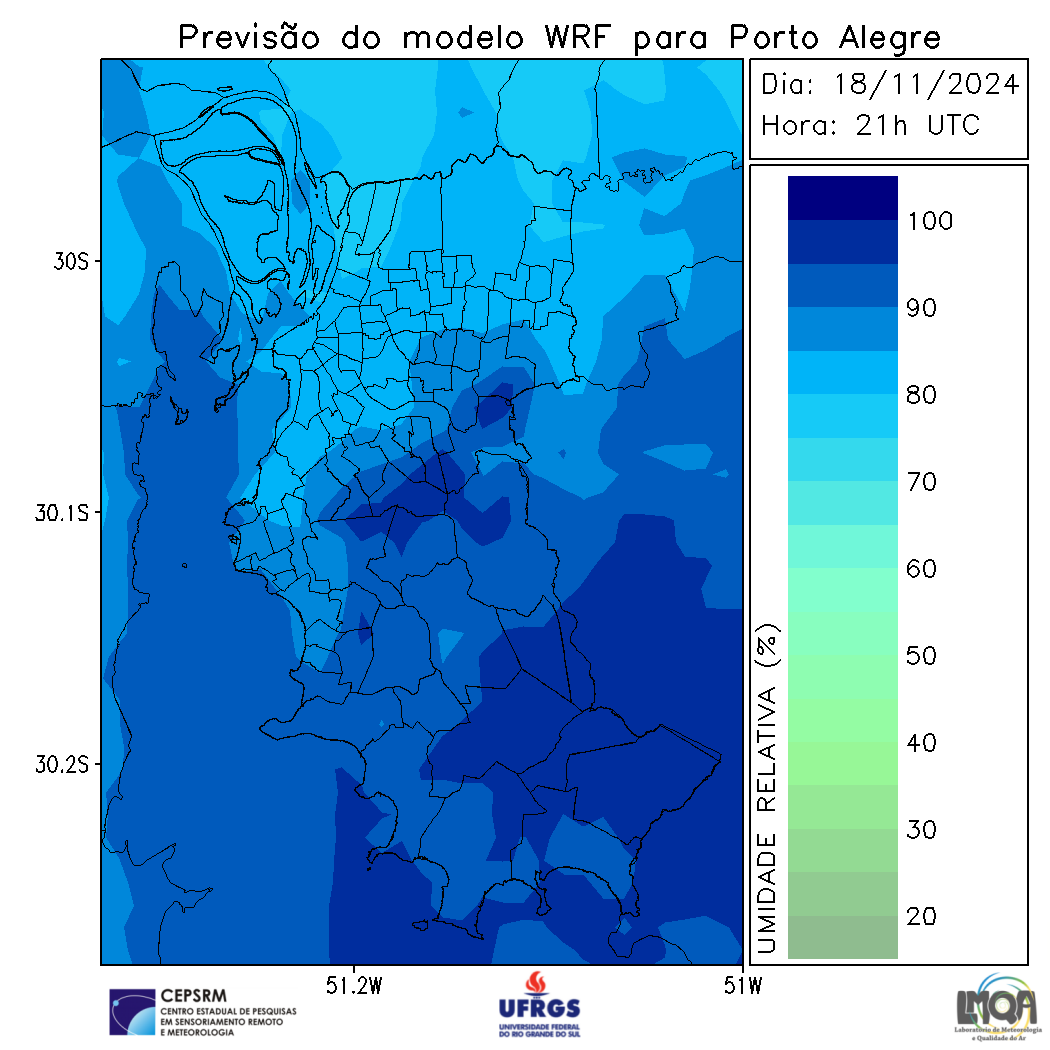 Previsão do modelo WRF para Porto Alegre
Dia: 18/11/2024
Hora: 21h UTC
30S
30.1S
30.2S
51.2W
51W
100
90
80
70
60
50
40
30
20
UMIDADE RELATIVA (%)
CEPSRM
CENTRO ESTADUAL DE PESQUISAS
EM SENSORIAMENTO REMOTO
E METEOROLOGIA
UFRGS
UNIVERSIDADE FEDERAL
DO RIO GRANDE DO SUL
LMQA
Laboratório de Meteorologia
e Qualidade do Ar